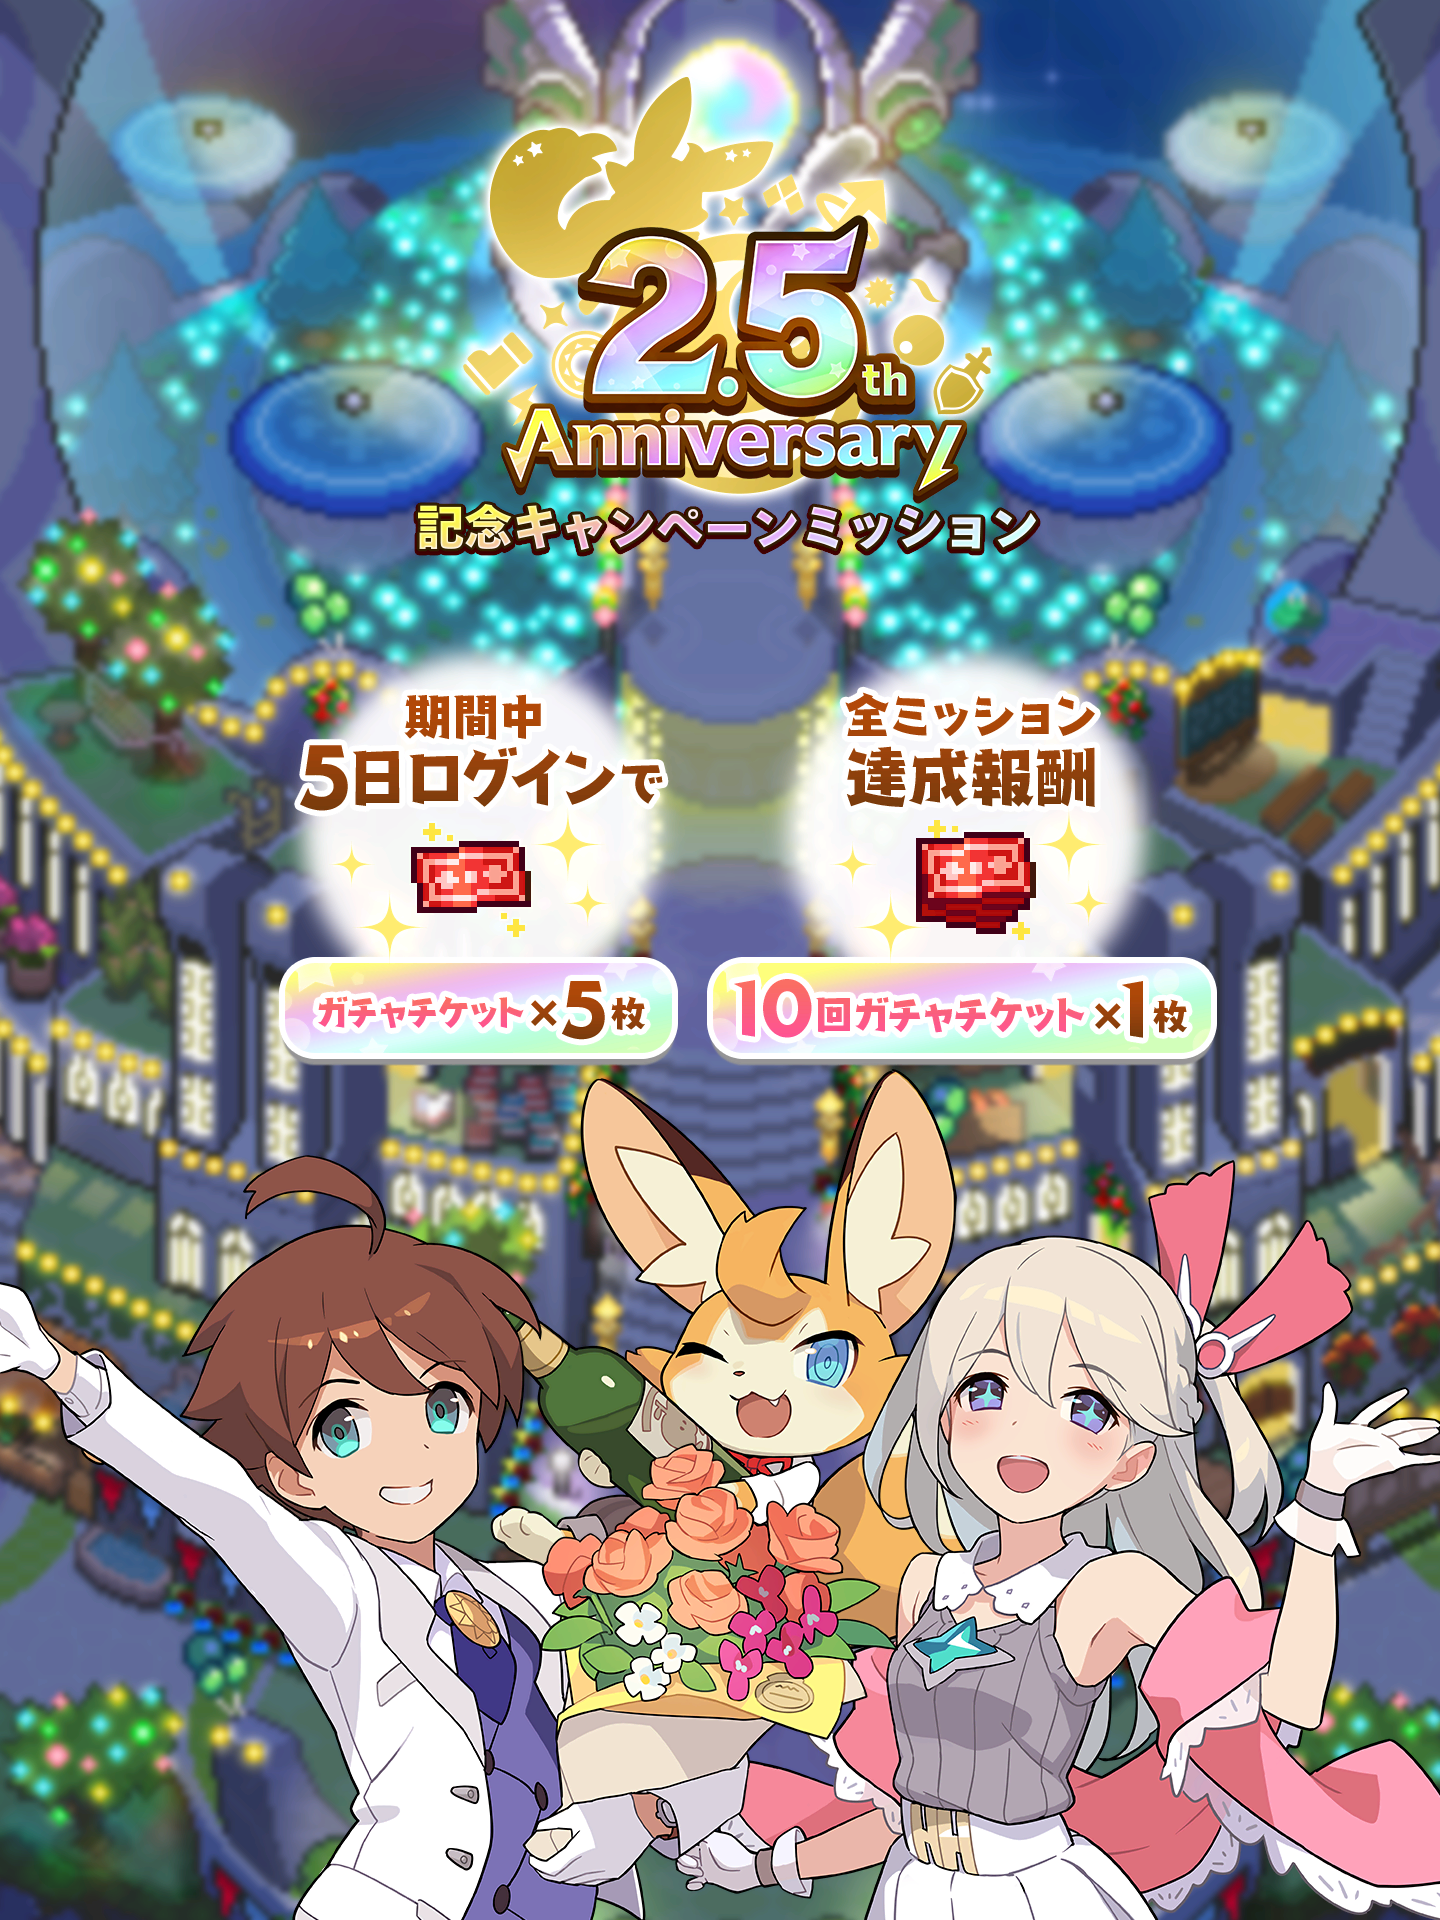 2.5th
Anniversary
記念キャンペーンミッション
期間中
5日ログインで
ガチャチケット×5枚
全ミッション
達成報酬
10回ガチャチケット×1枚